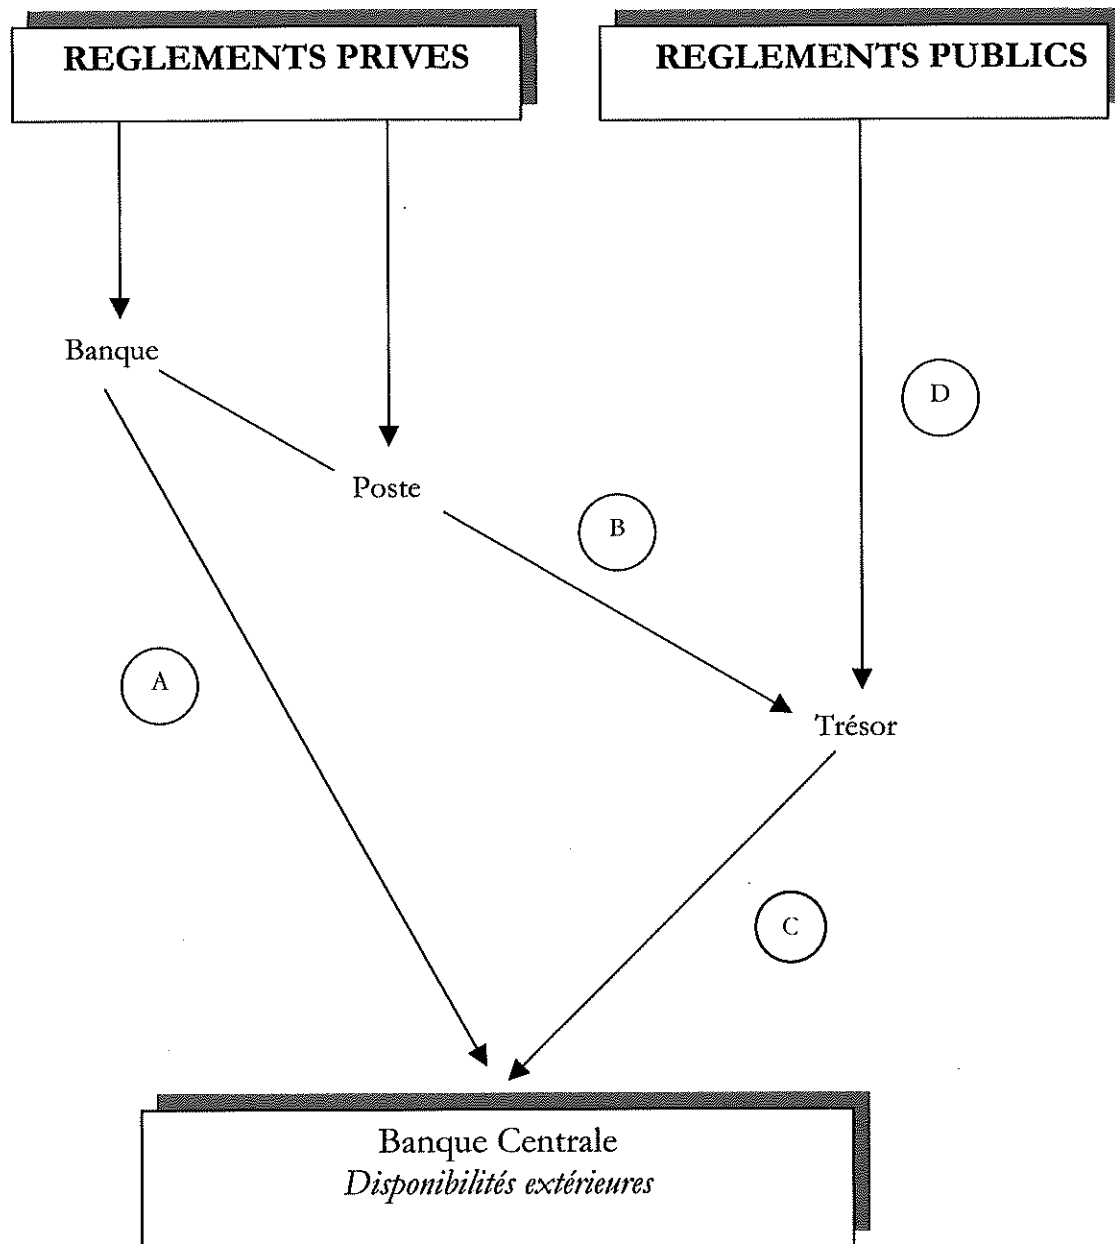 REGLEMENTS PRIVES
REGLEMENTS PUBLICS
Banque
D
Poste
B
A
Trésor
C
Banque Centrale
Disponibilités extérieures